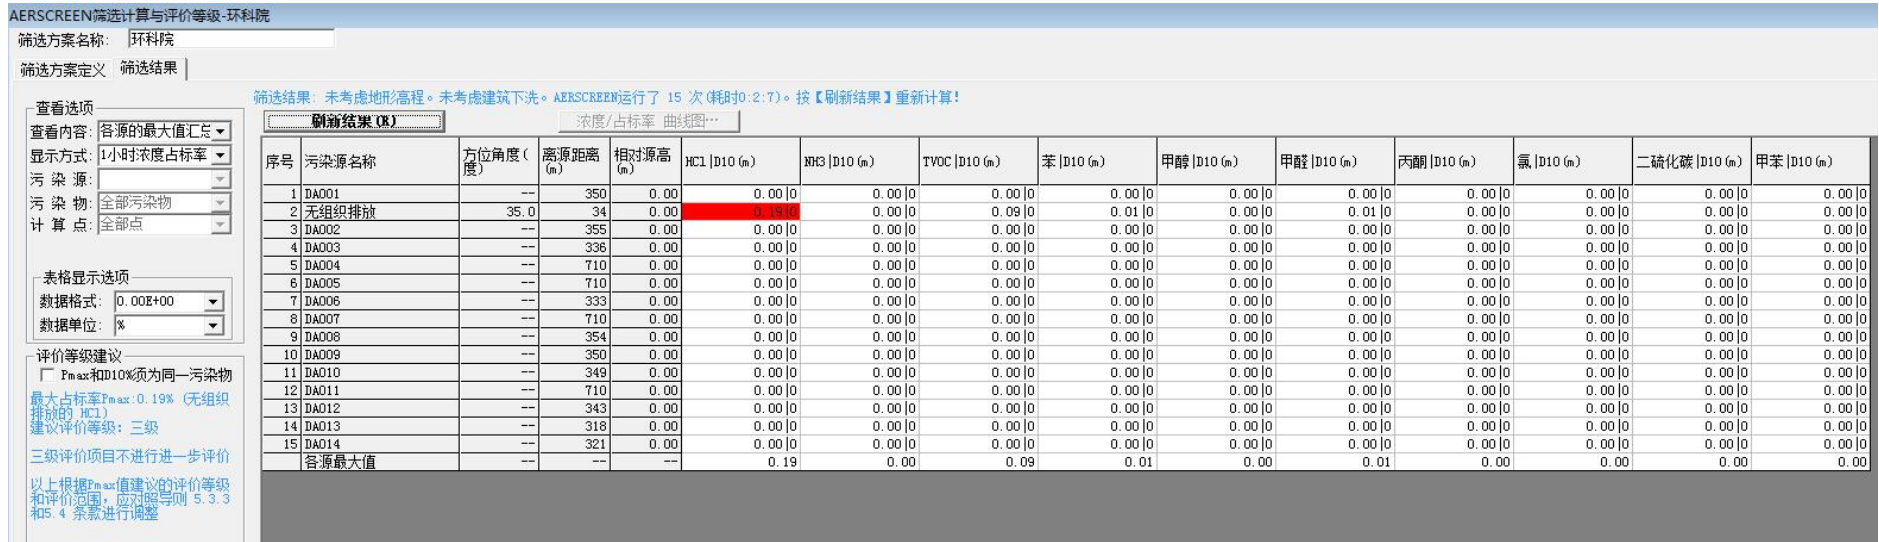 AERSCREEN筛选计算与评价等级-环科院
筛选方案名称: 环科院
筛选方案定义 筛选结果
筛选结果: 未考虑地形高程。未考虑建筑下洗。AERSCREEN运行了 15 次(耗时0:2:7)。按【刷新结果】重新计算!
刷新结果(R) 浓度/占标率 曲线图…
查看选项
查看内容: 各源的最大值汇总
显示方式: 1小时浓度占标率
污 染 源:
污 染 物: 全部污染物
计 算 点: 全部点
表格显示选项
数据格式: 0.00E+00
数据单位: %
评价等级建议
Pmax和D10%须为同一污染物
最大占标率Pmax:0.19% (无组织
排放的 HCl)
建议评价等级: 三级
三级评价项目不进行进一步评价
以上根据Pmax值建议的评价等级
和评价范围,应对照导则 5.3.3
和5.4 条款进行调整
序号 污染源名称 方位角度(度) 离源距离(m) 相对源高(m) HCl|D10(m) NH3|D10(m) TVOC|D10(m) 苯|D10(m) 甲醇|D10(m) 甲醛|D10(m) 丙酮|D10(m) 氯|D10(m) 二硫化碳|D10(m) 甲苯|D10(m)
1 DA001 -- 350 0.00 0.00|0 0.00|0 0.00|0 0.00|0 0.00|0 0.00|0 0.00|0 0.00|0 0.00|0 0.00|0
2 无组织排放 35.0 34 0.00 0.19|0 0.00|0 0.09|0 0.01|0 0.00|0 0.01|0 0.00|0 0.00|0 0.00|0 0.00|0
3 DA002 -- 355 0.00 0.00|0 0.00|0 0.00|0 0.00|0 0.00|0 0.00|0 0.00|0 0.00|0 0.00|0 0.00|0
4 DA003 -- 336 0.00 0.00|0 0.00|0 0.00|0 0.00|0 0.00|0 0.00|0 0.00|0 0.00|0 0.00|0 0.00|0
5 DA004 -- 710 0.00 0.00|0 0.00|0 0.00|0 0.00|0 0.00|0 0.00|0 0.00|0 0.00|0 0.00|0 0.00|0
6 DA005 -- 710 0.00 0.00|0 0.00|0 0.00|0 0.00|0 0.00|0 0.00|0 0.00|0 0.00|0 0.00|0 0.00|0
7 DA006 -- 333 0.00 0.00|0 0.00|0 0.00|0 0.00|0 0.00|0 0.00|0 0.00|0 0.00|0 0.00|0 0.00|0
8 DA007 -- 710 0.00 0.00|0 0.00|0 0.00|0 0.00|0 0.00|0 0.00|0 0.00|0 0.00|0 0.00|0 0.00|0
9 DA008 -- 354 0.00 0.00|0 0.00|0 0.00|0 0.00|0 0.00|0 0.00|0 0.00|0 0.00|0 0.00|0 0.00|0
10 DA009 -- 350 0.00 0.00|0 0.00|0 0.00|0 0.00|0 0.00|0 0.00|0 0.00|0 0.00|0 0.00|0 0.00|0
11 DA010 -- 349 0.00 0.00|0 0.00|0 0.00|0 0.00|0 0.00|0 0.00|0 0.00|0 0.00|0 0.00|0 0.00|0
12 DA011 -- 710 0.00 0.00|0 0.00|0 0.00|0 0.00|0 0.00|0 0.00|0 0.00|0 0.00|0 0.00|0 0.00|0
13 DA012 -- 343 0.00 0.00|0 0.00|0 0.00|0 0.00|0 0.00|0 0.00|0 0.00|0 0.00|0 0.00|0 0.00|0
14 DA013 -- 318 0.00 0.00|0 0.00|0 0.00|0 0.00|0 0.00|0 0.00|0 0.00|0 0.00|0 0.00|0 0.00|0
15 DA014 -- 321 0.00 0.00|0 0.00|0 0.00|0 0.00|0 0.00|0 0.00|0 0.00|0 0.00|0 0.00|0 0.00|0
各源最大值 -- -- -- 0.19 0.00 0.09 0.01 0.00 0.01 0.00 0.00 0.00 0.00